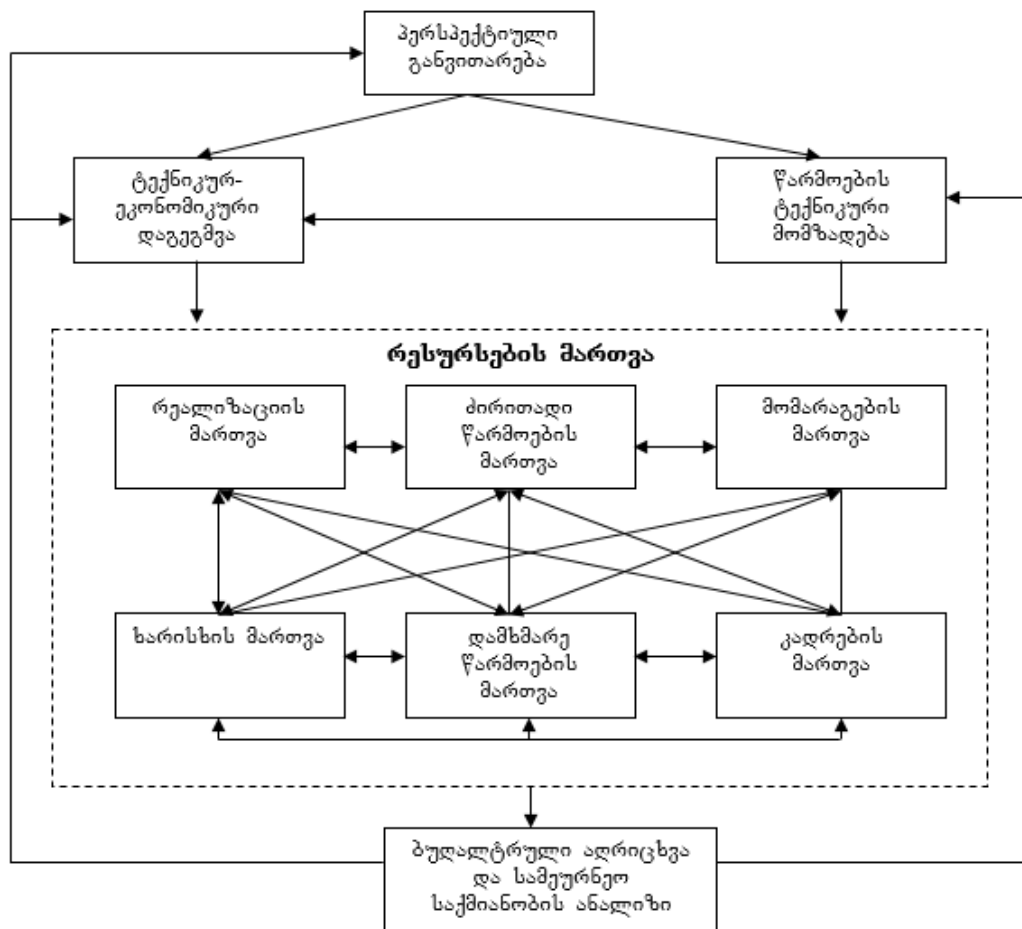 პერსპექტიული
განვითარება
ტექნიკურ-
ეკონომიკური
დაგეგმვა
წარმოების
ტექნიკური
მომზადება
რესურსების მართვა
რეალიზაციის
მართვა
ძირითადი
წარმოების
მართვა
მომარაგების
მართვა
ხარისხის მართვა
დამხმარე
წარმოების
მართვა
კადრების
მართვა
ბუღალტრული აღრიცხვა
და სამეურნეო
საქმიანობის ანალიზი